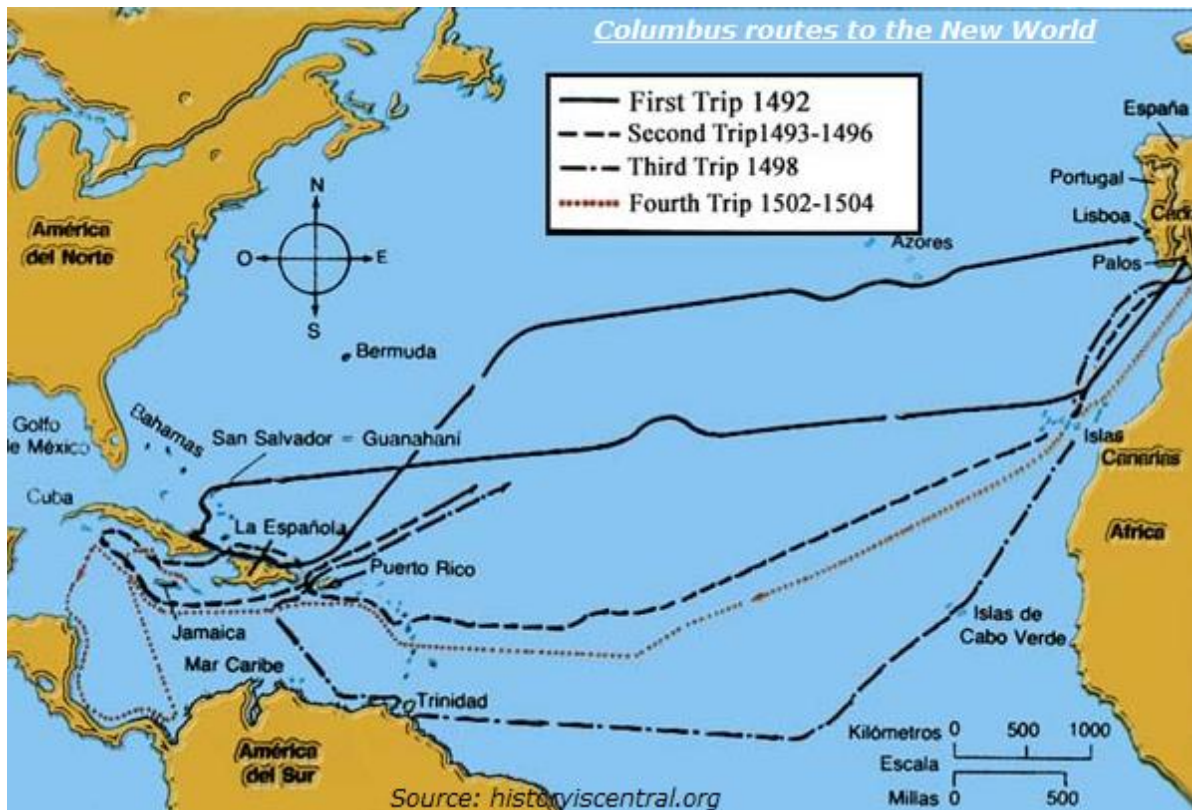 Columbus routes to the New World
First Trip 1492
Second Trip1493-1496
Third Trip 1498
Fourth Trip 1502-1504
España
Portugal
Lisboa
Palos
Azores
América
del Norte
N
O
E
S
Bermuda
Golfo
de México
Bahamas
San Salvador = Guanahaní
Cuba
La Española
Puerto Rico
Jamaica
Mar Caribe
Trinidad
América
del Sur
Islas
Canarias
Africa
Islas de
Cabo Verde
Kilómetros 0 500 1000
Escala
Millas 0 500
Source: historyiscentral.org